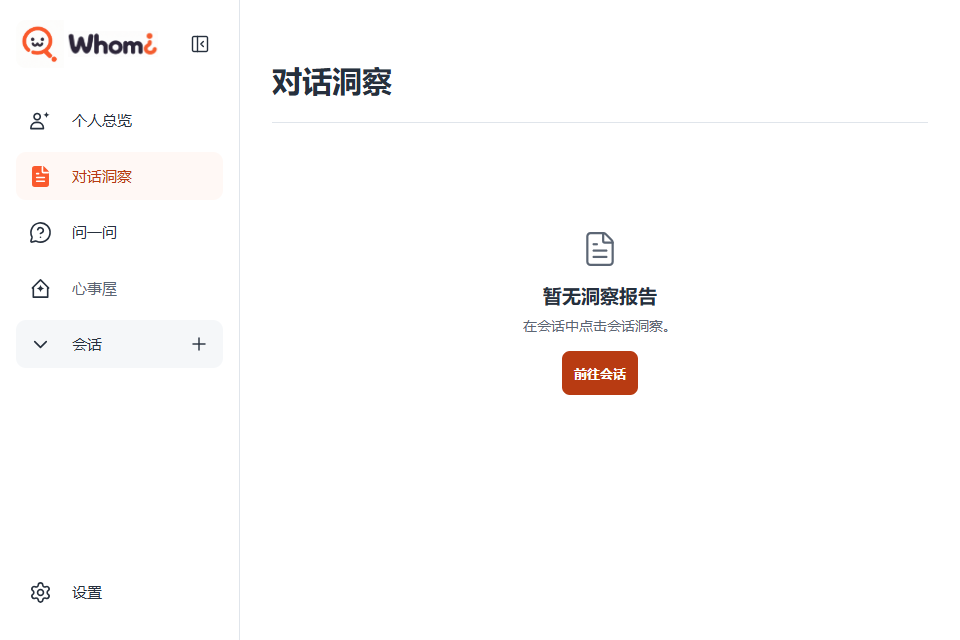 Whomi
个人总览
对话洞察
问一问
心事屋
会话
设置
对话洞察
暂无洞察报告
在会话中点击会话洞察。
前往会话